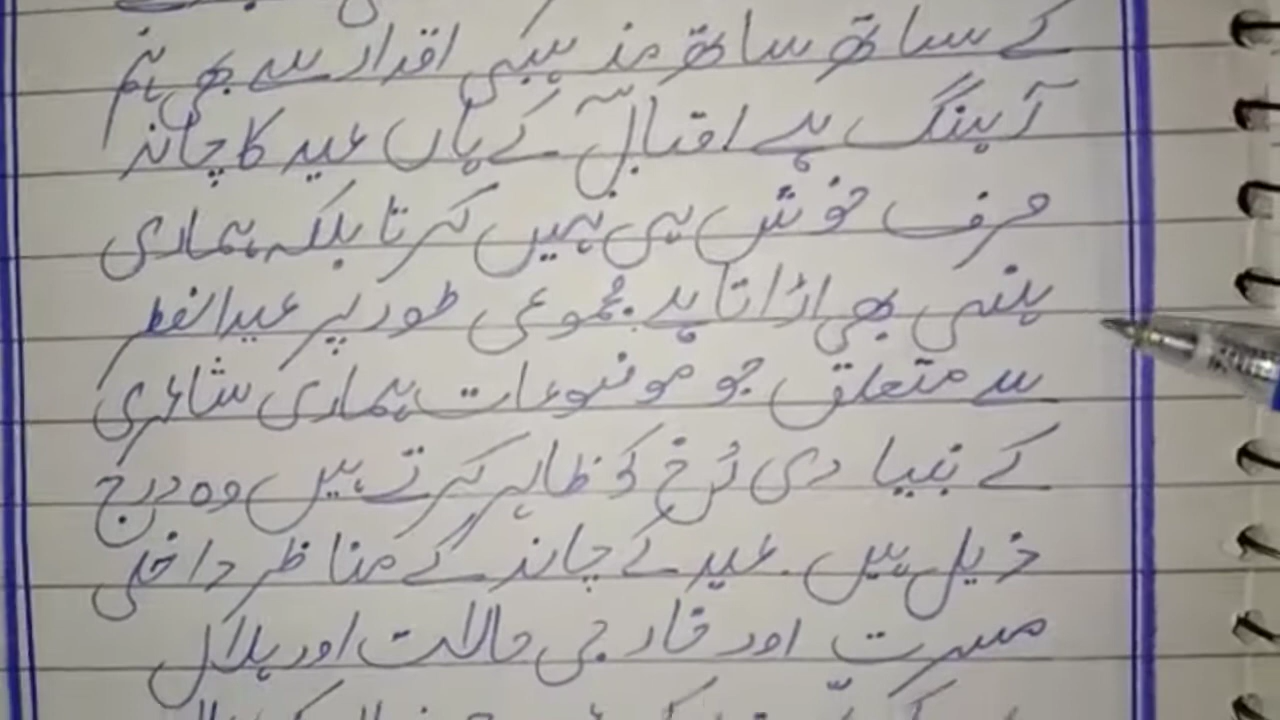 کے ساتھ ساتھ مذہبی اقدار سے بھی ہم
آہنگ ہے اقبالؔ کے ہاں عید کا چاند
صرف خوش ہی نہیں کرتا بلکہ ہماری
ہنسی بھی اڑاتا ہے۔ مجموعی طور پر عیدالفطر
سے متعلق جو موضوعات ہماری شاعری
کے بنیادی رُخ کو ظاہر کرتے ہیں وہ درج
ذیل ہیں۔ عید کے چاند کے مناظر داخلی
مسرت اور خارجی حالات اور ہلال